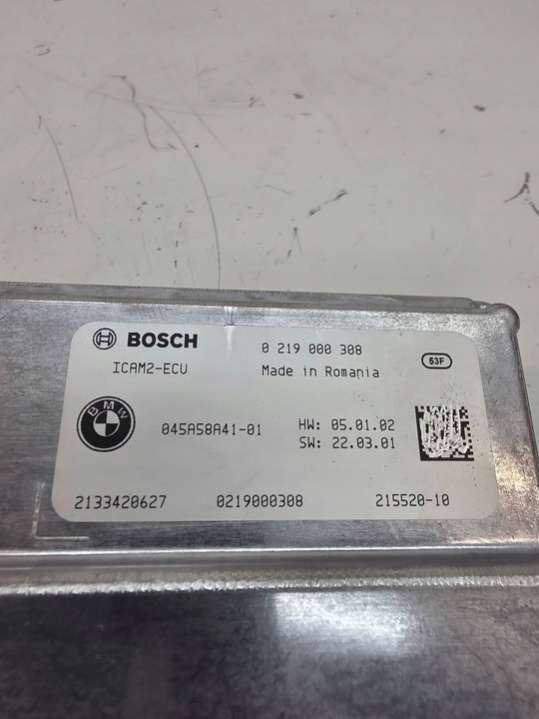 BOSCH 0 219 000 308
ICAM2-ECU Made in Romania 63F
BMW 045A58A41-01 HW: 05.01.02
SW: 22.03.01
2133420627 0219000308 215520-10